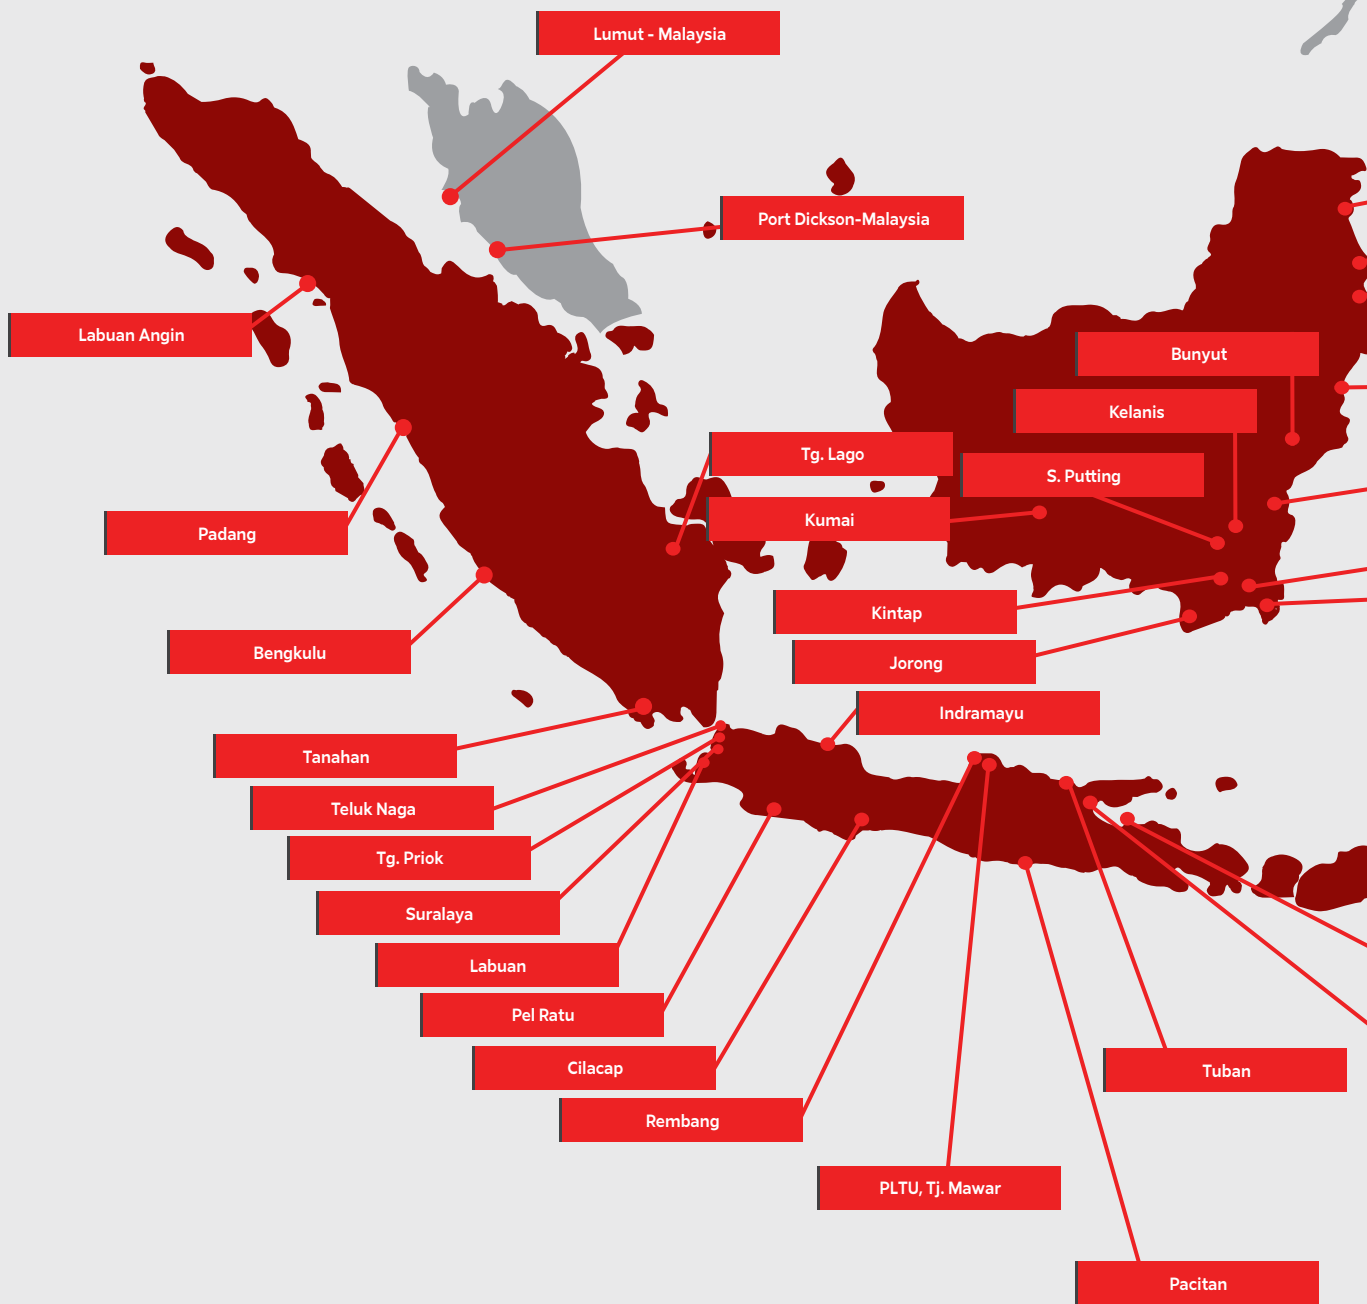 Lumut - Malaysia
Port Dickson-Malaysia
Labuan Angin
Bunyut
Kelanis
Tg. Lago
S. Putting
Kumai
Padang
Kintap
Bengkulu
Jorong
Indramayu
Tanahan
Teluk Naga
Tg. Priok
Suralaya
Labuan
Pel Ratu
Cilacap
Tuban
Rembang
PLTU, Tj. Mawar
Pacitan